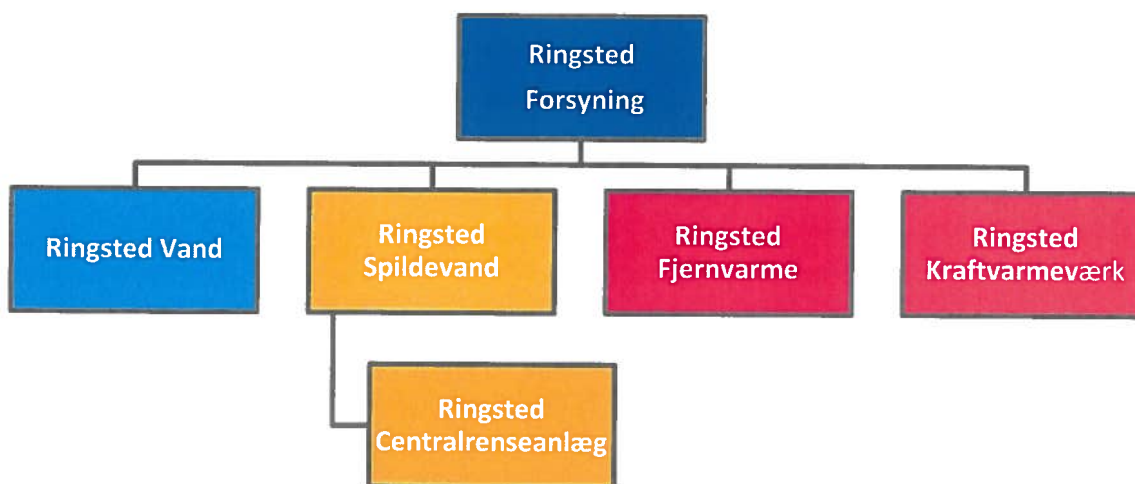 Ringsted
Forsyning
Ringsted Vand
Ringsted
Spildevand
Ringsted
Fjernvarme
Ringsted
Kraftvarmeværk
Ringsted
Centralrenseanlæg